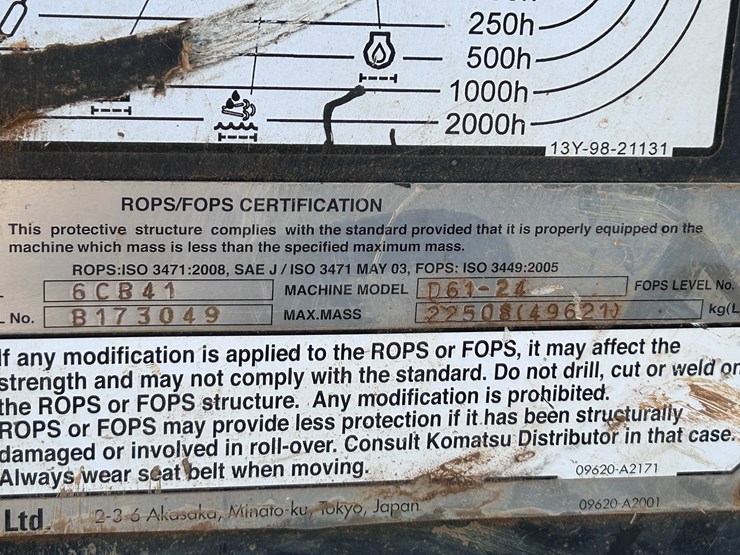 250h
500h
1000h
2000h
13Y-98-21131
ROPS/FOPS CERTIFICATION
This protective structure complies with the standard provided that it is properly equipped on the
machine which mass is less than the specified maximum mass.
ROPS:ISO 3471:2008, SAE J / ISO 3471 MAY 03, FOPS: ISO 3449:2005
6CB41 MACHINE MODEL D61-24 FOPS LEVEL No.
L No. B173049 MAX.MASS 22508(49621) kg(L
If any modification is applied to the ROPS or FOPS, it may affect the
strength and may not comply with the standard. Do not drill, cut or weld on
the ROPS or FOPS structure. Any modification is prohibited.
ROPS or FOPS may provide less protection if it has been structurally
damaged or involved in roll-over. Consult Komatsu Distributor in that case.
Always wear seat belt when moving.
09620-A2171
Ltd. 2-3-6 Akasaka, Minato-ku, Tokyo, Japan
09620-A2001